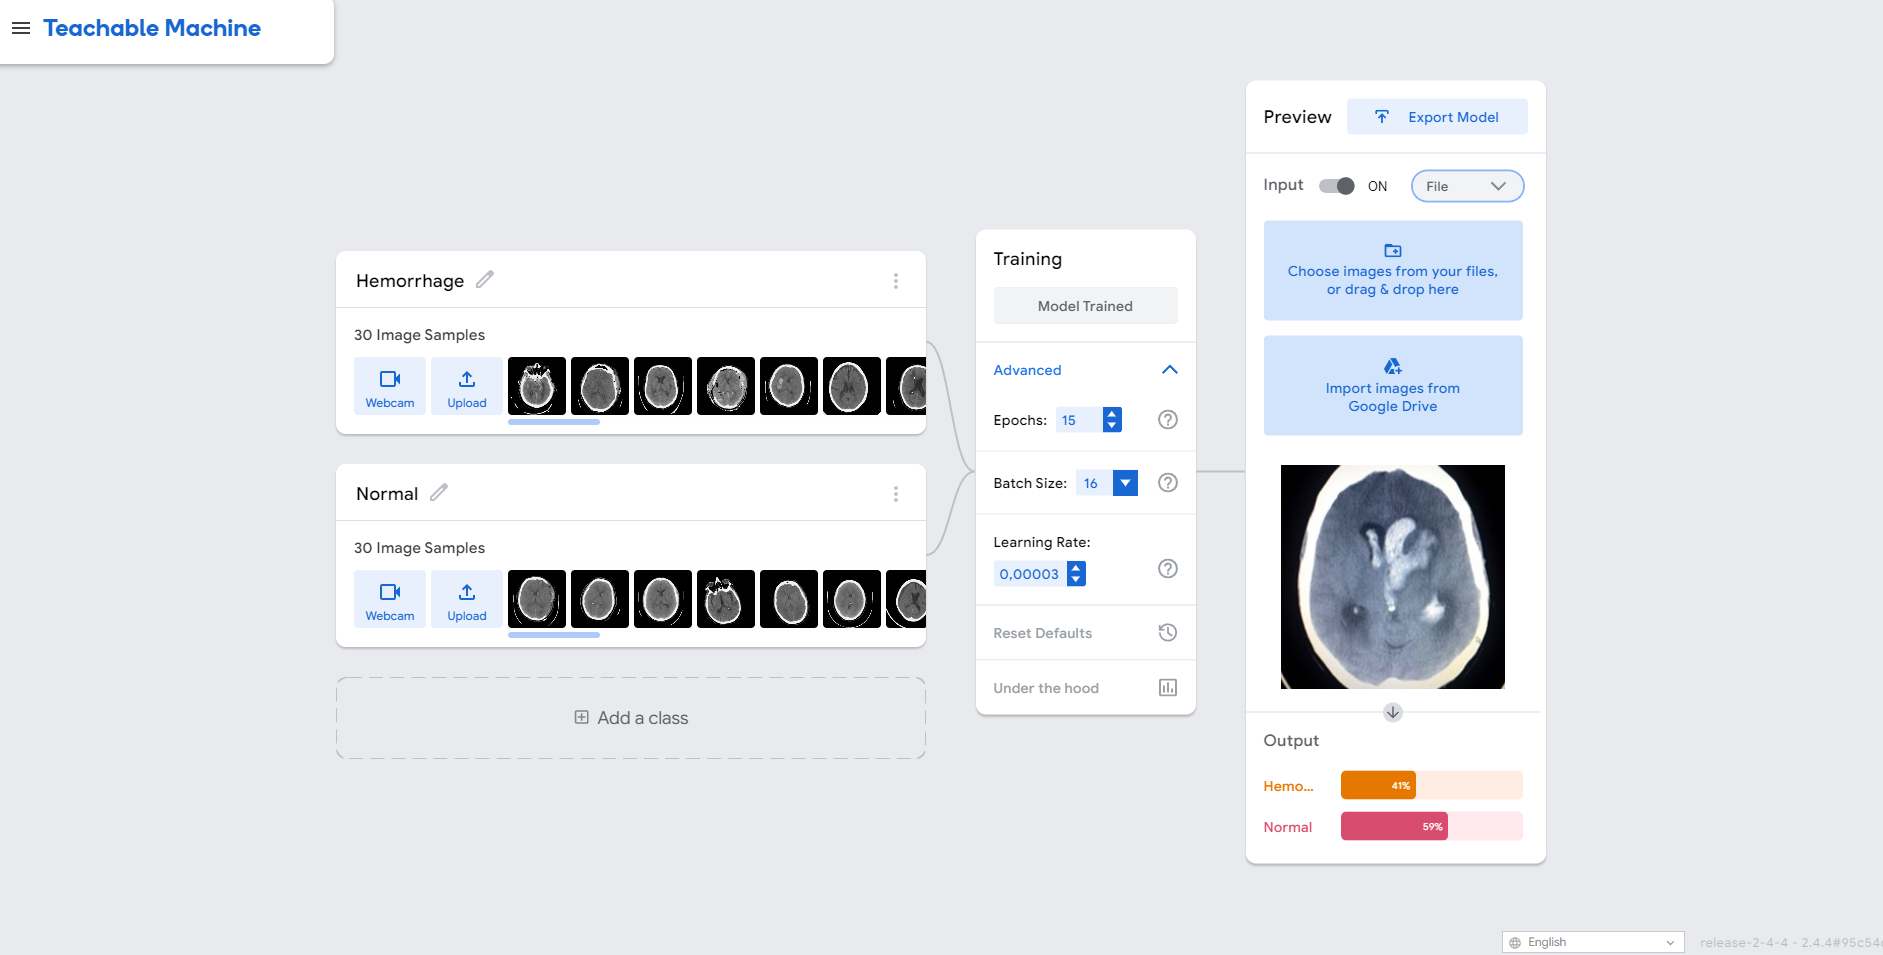 Teachable Machine
Hemorrhage
30 Image Samples
Webcam
Upload
Normal
30 Image Samples
Webcam
Upload
Add a class
Training
Model Trained
Advanced
Epochs:
15
Batch Size:
16
Learning Rate:
0,00003
Reset Defaults
Under the hood
Preview
Export Model
Input
ON
File
Choose images from your files,
or drag & drop here
Import images from
Google Drive
Output
Hemo...
41%
Normal
59%
English
release-2-4-4 - 2.4.4#95c54